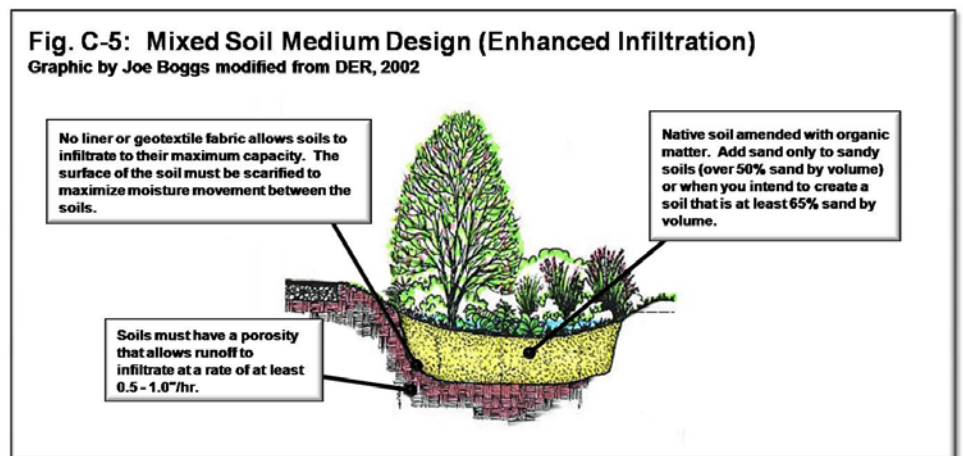 Fig. C-5: Mixed Soil Medium Design (Enhanced Infiltration)
Graphic by Joe Boggs modified from DER, 2002
No liner or geotextile fabric allows soils to
infiltrate to their maximum capacity. The
surface of the soil must be scarified to
maximize moisture movement between the
soils.
Native soil amended with organic
matter. Add sand only to sandy
soils (over 50% sand by volume)
or when you intend to create a
soil that is at least 65% sand by
volume.
Soils must have a porosity
that allows runoff to
infiltrate at a rate of at least
0.5 - 1.0"/hr.